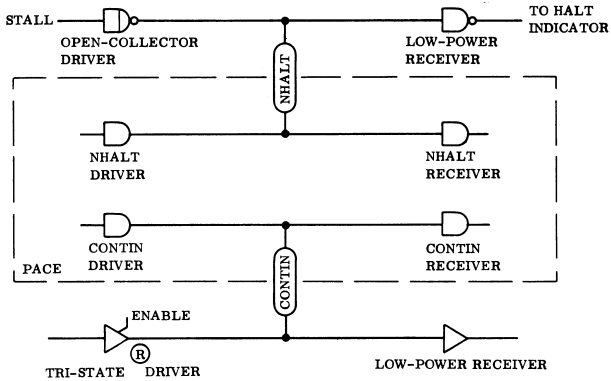 STALL
OPEN-COLLECTOR
DRIVER
LOW-POWER
RECEIVER
TO HALT
INDICATOR
NHALT
NHALT
DRIVER
NHALT
RECEIVER
CONTIN
DRIVER
CONTIN
RECEIVER
PACE
CONTIN
ENABLE
TRI-STATE ® DRIVER
LOW-POWER RECEIVER